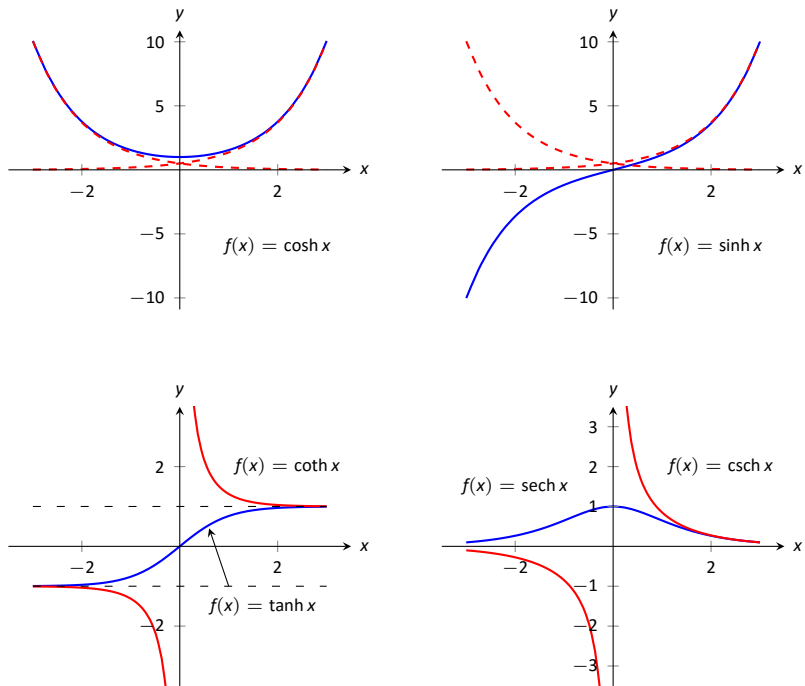 y
10
5
x
−2
2
−5
f(x) = cosh x
−10
y
10
5
x
−2
2
−5
f(x) = sinh x
−10
y
2
f(x) = coth x
x
−2
2
f(x) = tanh x
−2
y
3
2
f(x) = csch x
f(x) = sech x
1
x
−2
2
−1
−2
−3